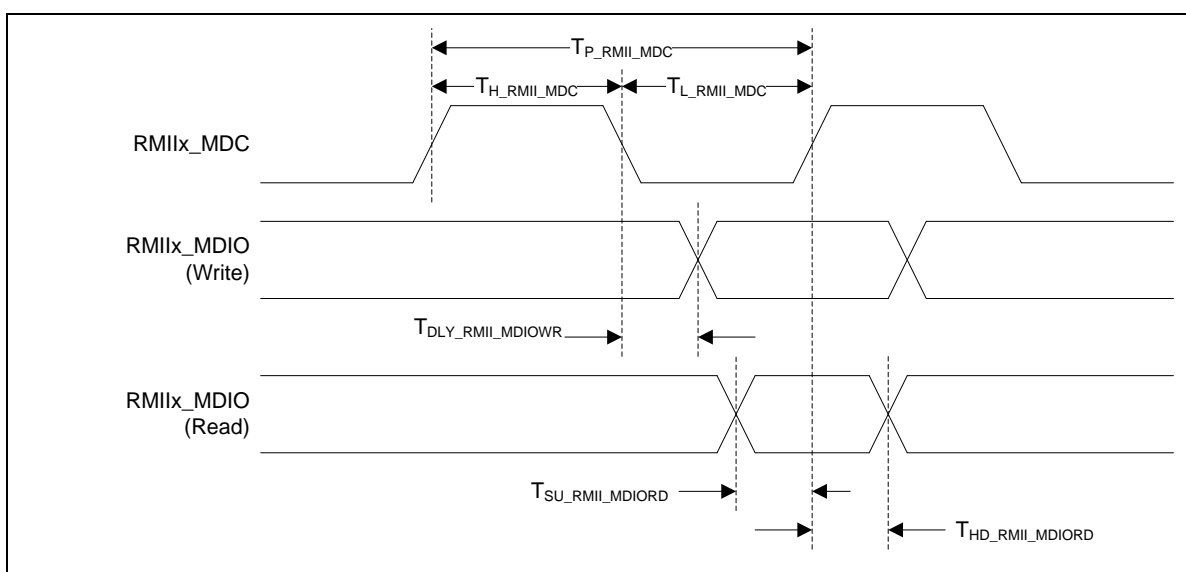 TP_RMII_MDC
TH_RMII_MDC
TL_RMII_MDC
RMIIx_MDC
RMIIx_MDIO
(Write)
TDLY_RMII_MDIOWR
RMIIx_MDIO
(Read)
TSU_RMII_MDIORD
THD_RMII_MDIORD